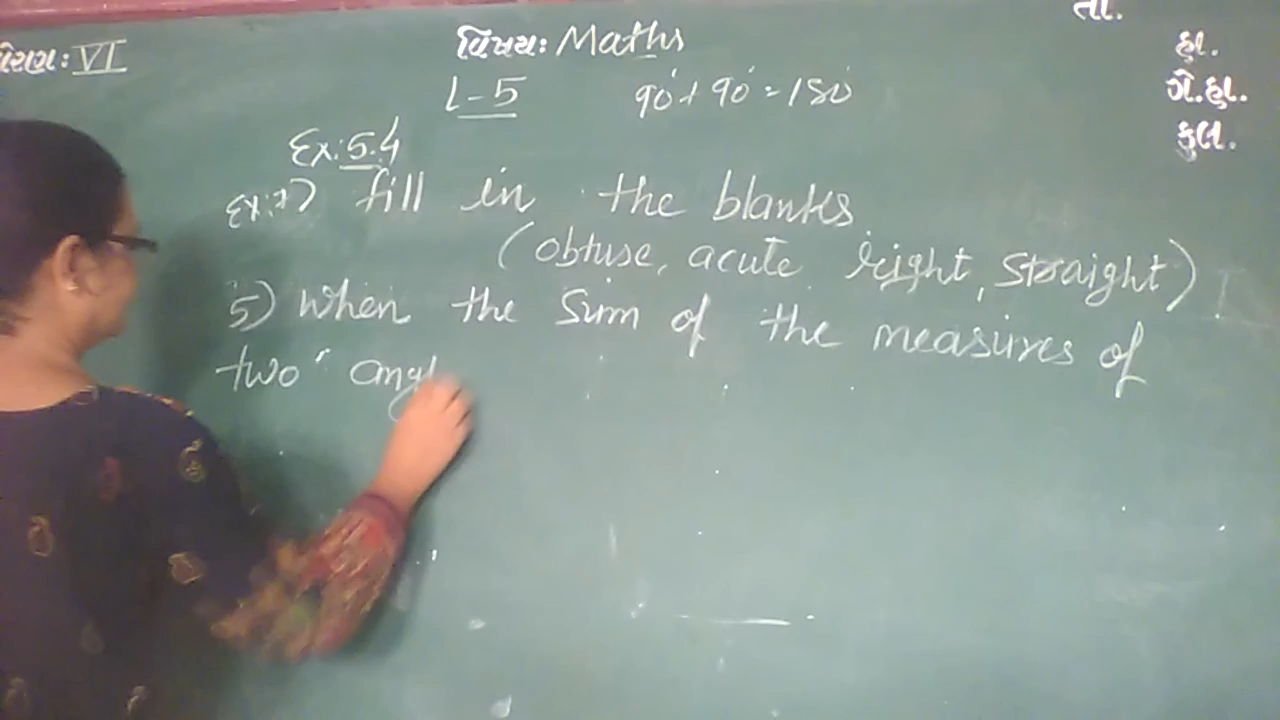 તા.
વિષય: Maths
VI
હા.
L-5 90°+90°=180°
ગે.હા.
કુલ.
Ex:5.4
Ex:7) fill in the blanks
(obtuse, acute right, straight)
5) When the sum of the measures of
two angl